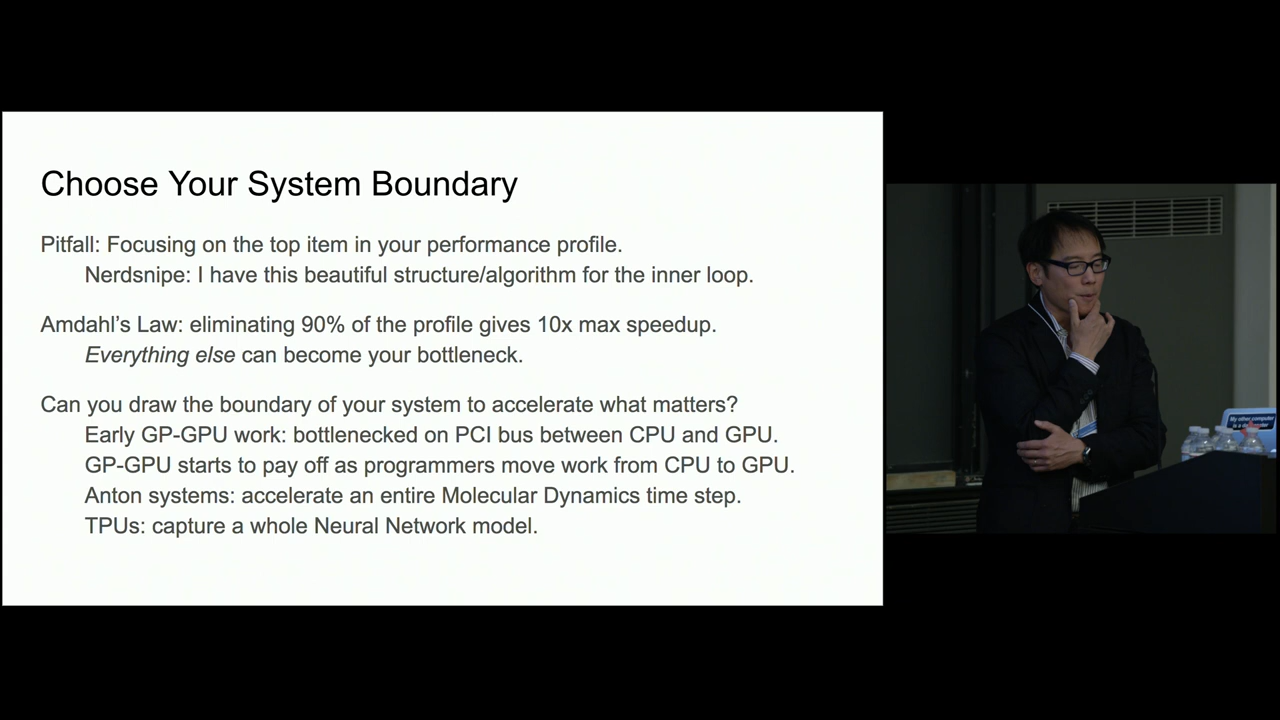 Choose Your System Boundary
Pitfall: Focusing on the top item in your performance profile.
Nerdsnipe: I have this beautiful structure/algorithm for the inner loop.
Amdahl's Law: eliminating 90% of the profile gives 10x max speedup.
Everything else can become your bottleneck.
Can you draw the boundary of your system to accelerate what matters?
Early GP-GPU work: bottlenecked on PCI bus between CPU and GPU.
GP-GPU starts to pay off as programmers move work from CPU to GPU.
Anton systems: accelerate an entire Molecular Dynamics time step.
TPUs: capture a whole Neural Network model.
My other computer
is a